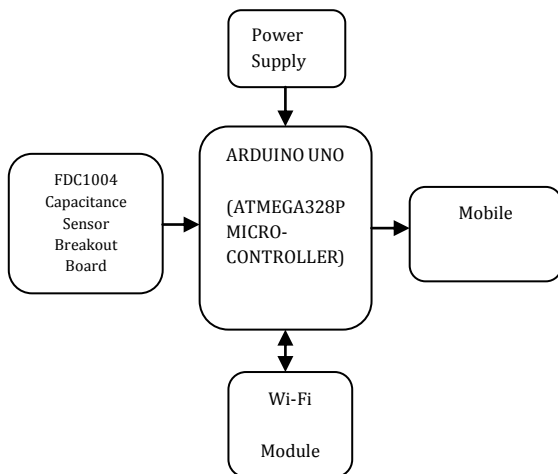 Power
Supply
ARDUINO UNO
(ATMEGA328P
MICRO-
CONTROLLER)
FDC1004
Capacitance
Sensor
Breakout
Board
Mobile
Wi-Fi
Module